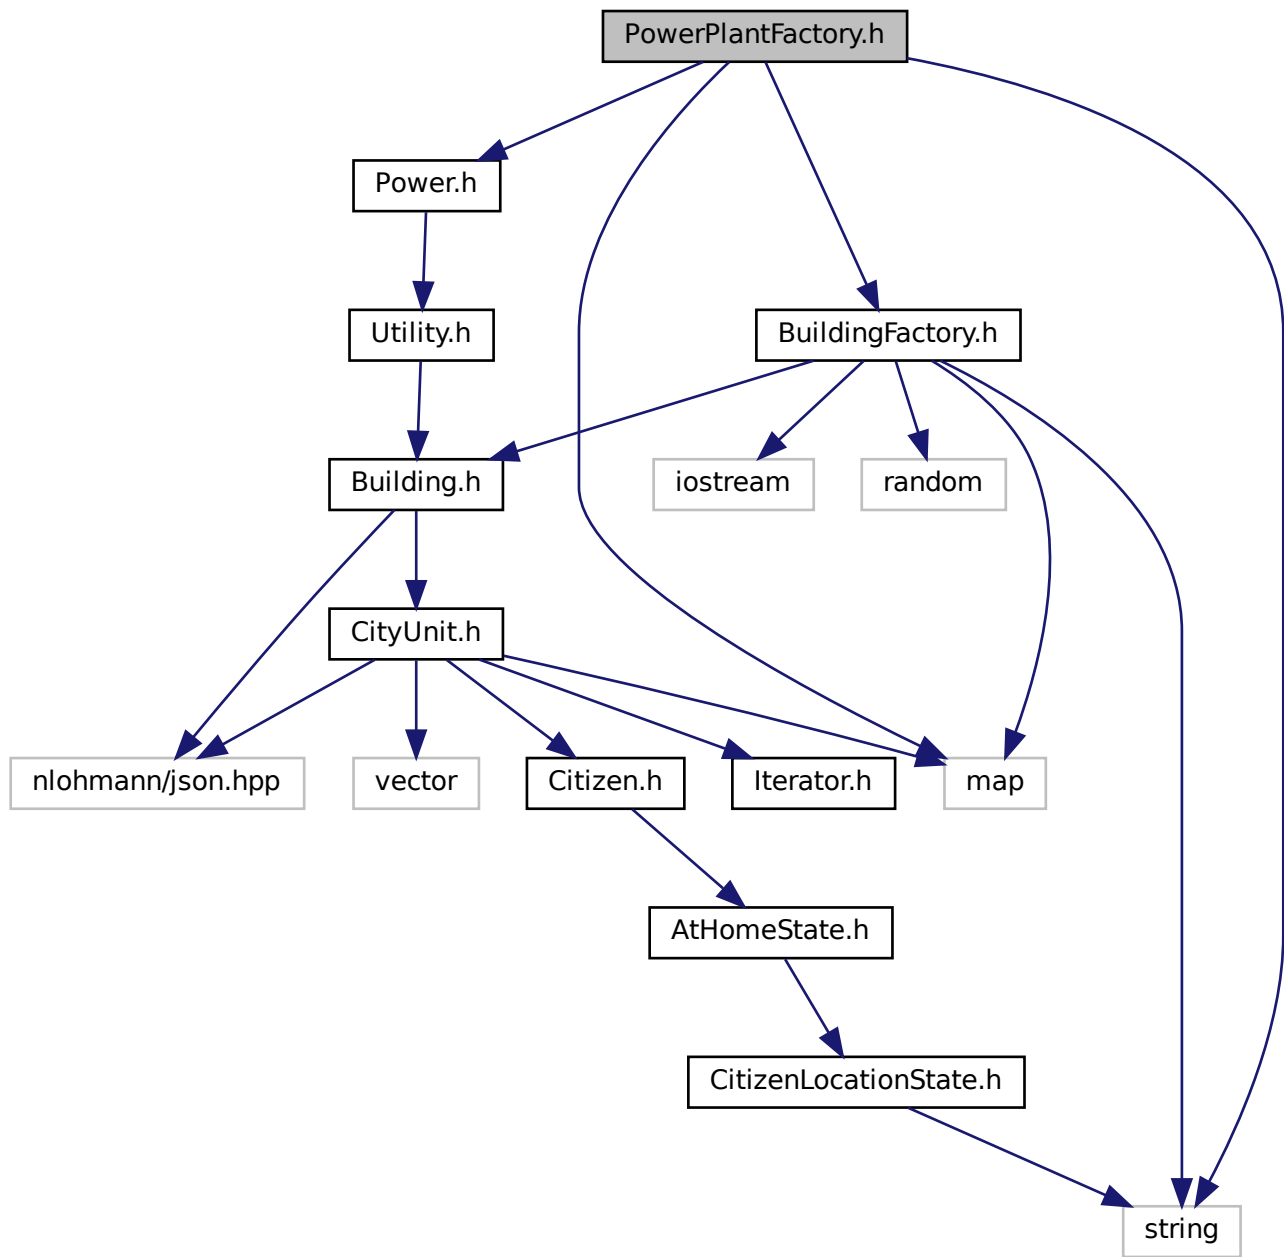 PowerPlantFactory.h
Power.h
Utility.h
BuildingFactory.h
Building.h
iostream
random
CityUnit.h
nlohmann/json.hpp
vector
Citizen.h
Iterator.h
map
AtHomeState.h
CitizenLocationState.h
string